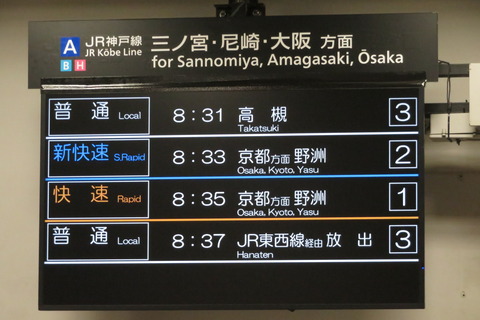 A JR神戸線 三ノ宮・尼崎・大阪 方面
B H JR Kōbe Line for Sannomiya, Amagasaki, Ōsaka
普通 Local 8:31 高槻 3
Takatsuki
新快速 S.Rapid 8:33 京都方面 野洲 2
Osaka, Kyoto, Yasu
快速 Rapid 8:35 京都方面 野洲 1
Osaka, Kyoto, Yasu
普通 Local 8:37 JR東西線経由 放出 3
Hanaten